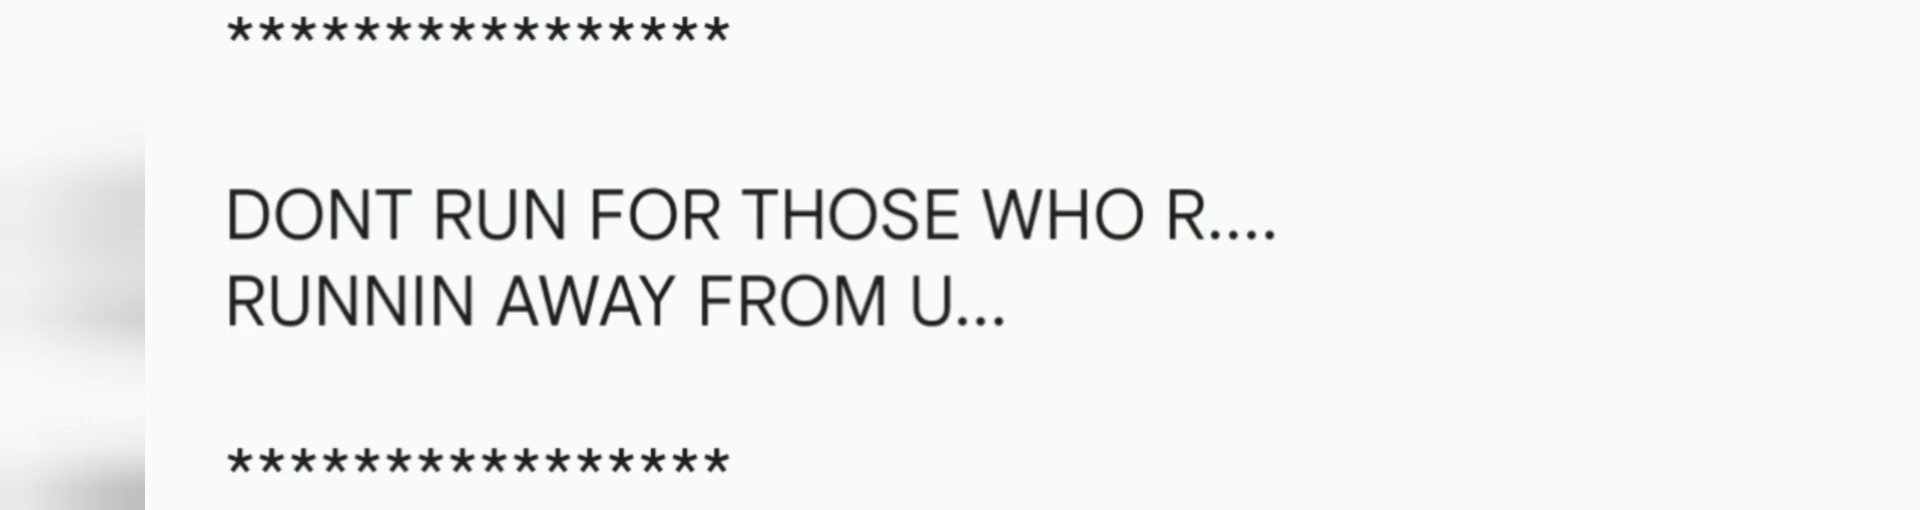 ****************
DONT RUN FOR THOSE WHO R....
RUNNIN AWAY FROM U...
****************